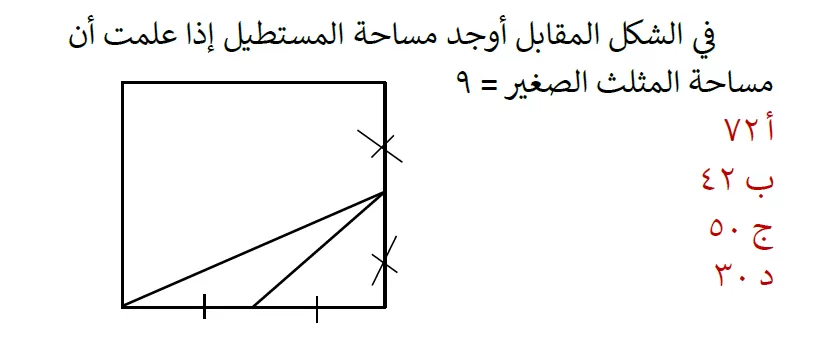 في الشكل المقابل أوجد مساحة المستطيل إذا علمت أن
مساحة المثلث الصغير = ٩
أ ٧٢
ب ٤٢
ج ٥٠
د ٣٠